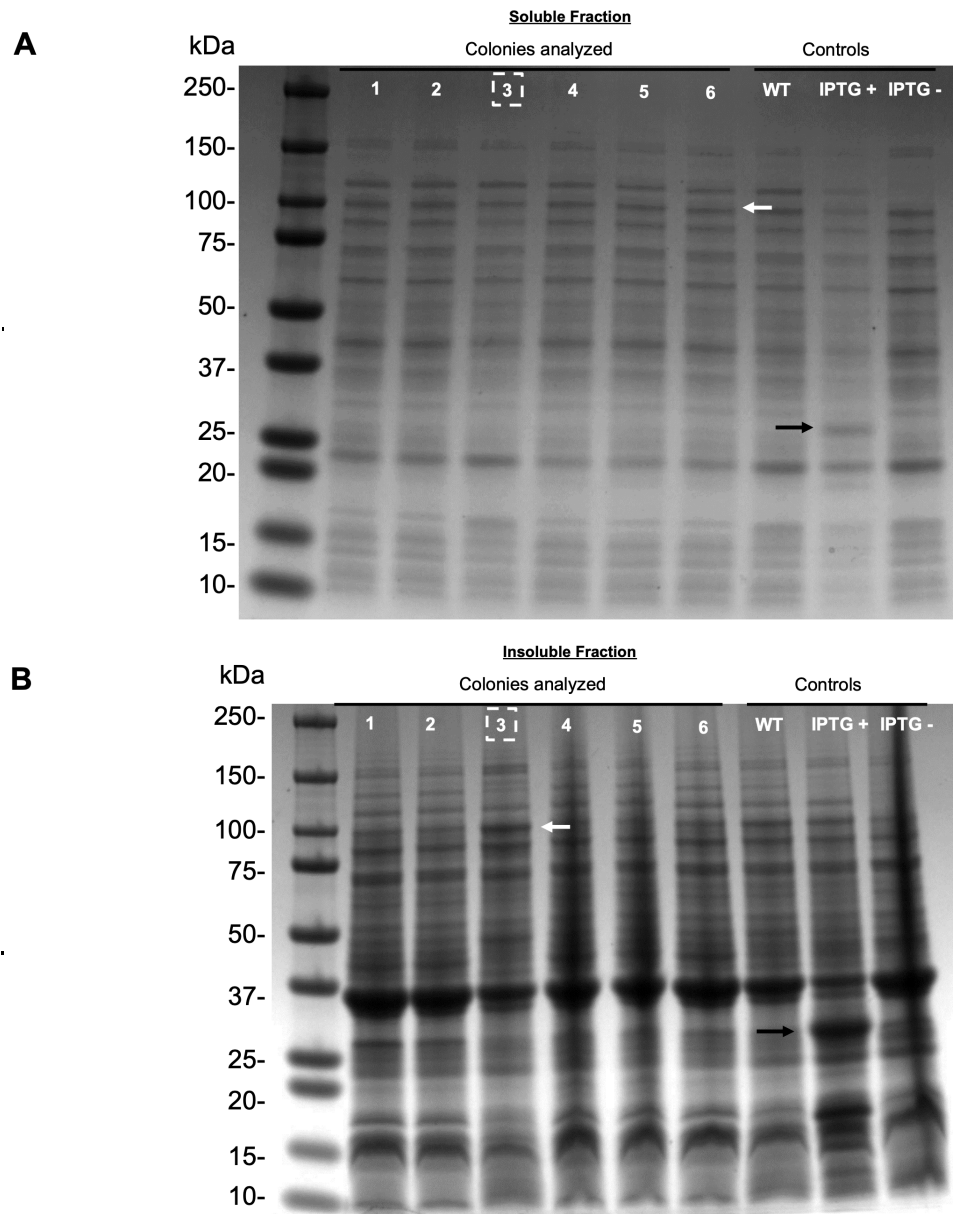 Soluble Fraction
A
kDa
Colonies analyzed
Controls
250-
1 2 3 4 5 6 WT IPTG + IPTG -
150-
100-
75-
50-
37-
25-
20-
15-
10-
Insoluble Fraction
B
kDa
Colonies analyzed
Controls
250-
1 2 3 4 5 6 WT IPTG + IPTG -
150-
100-
75-
50-
37-
25-
20-
15-
10-